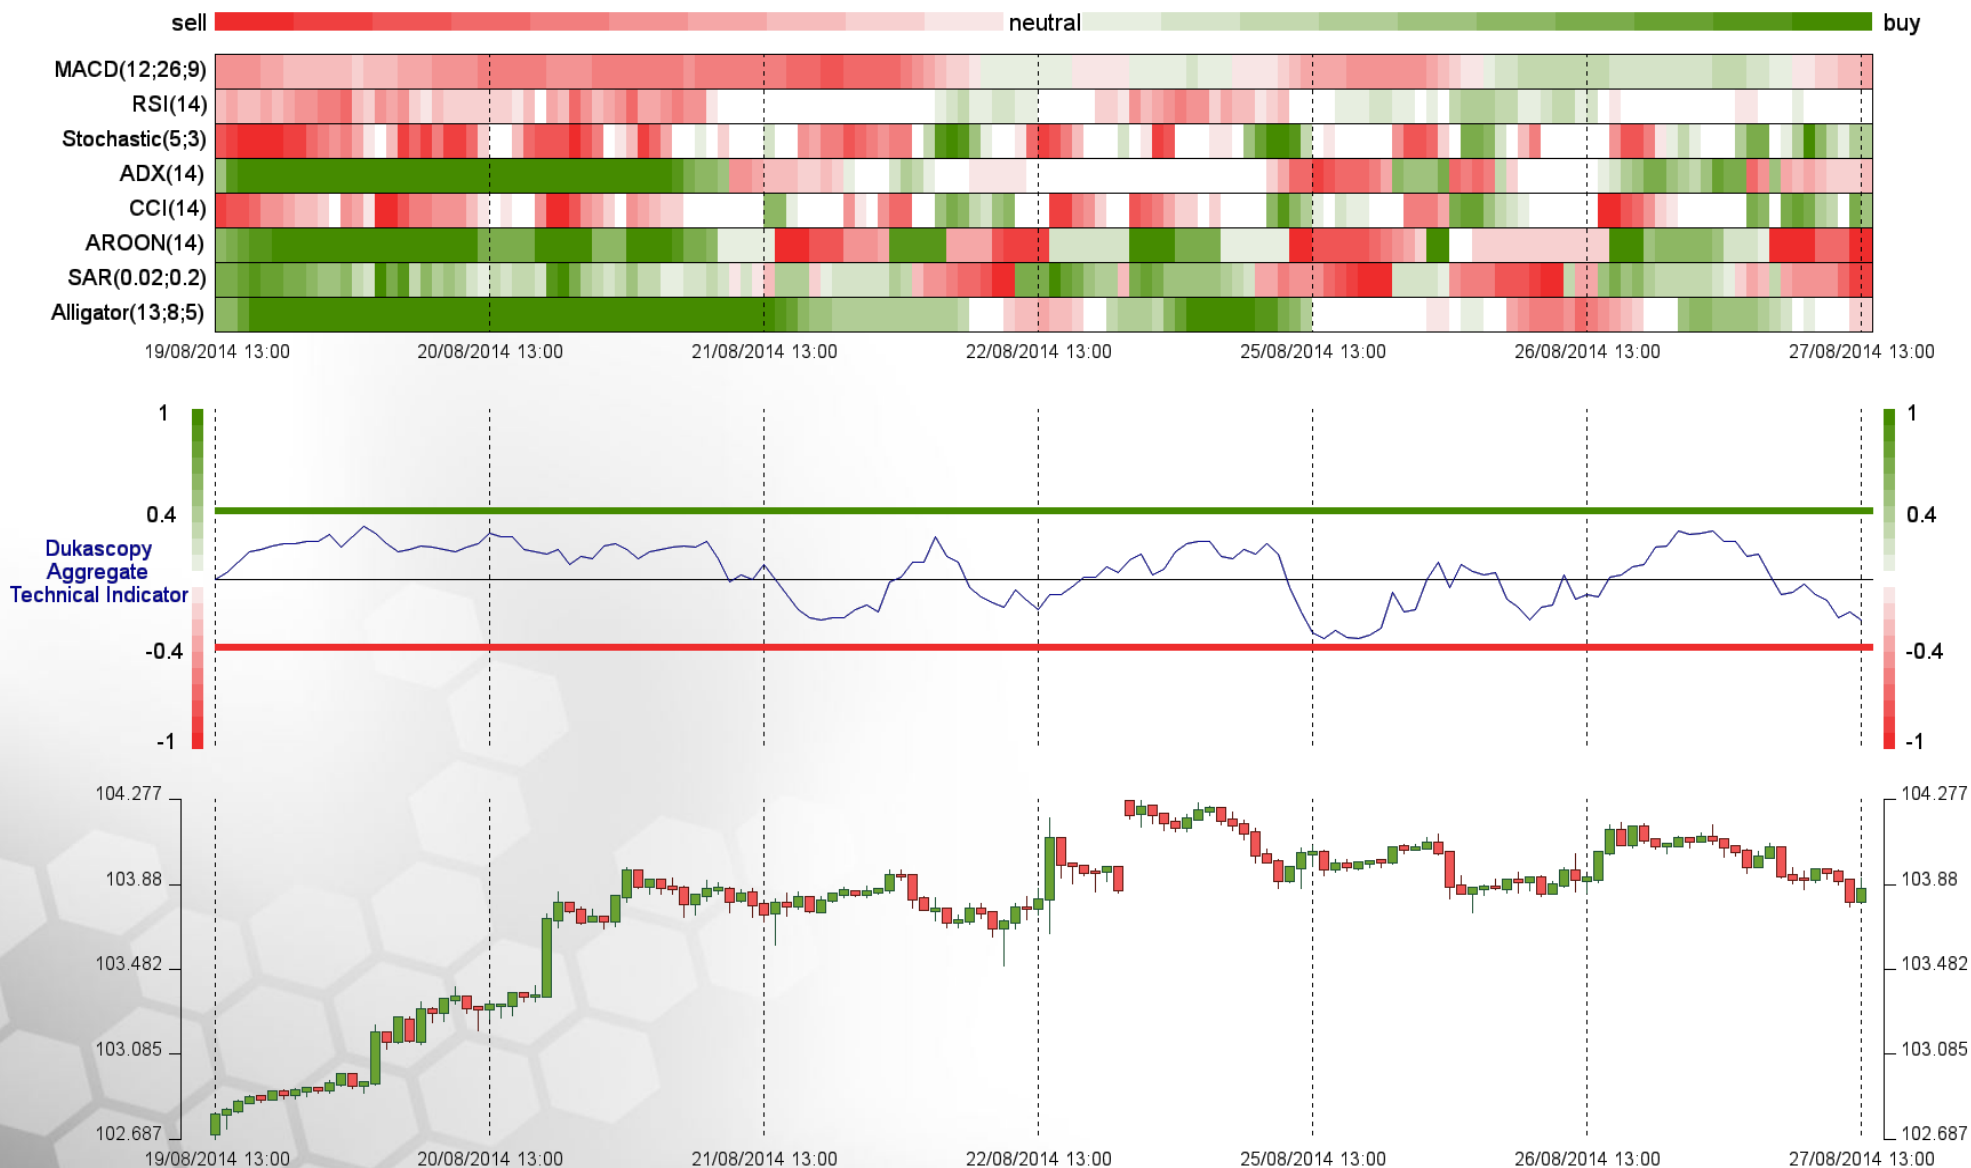 sell neutral buy
MACD(12;26;9)
RSI(14)
Stochastic(5;3)
ADX(14)
CCI(14)
AROON(14)
SAR(0.02;0.2)
Alligator(13;8;5)
19/08/2014 13:00 20/08/2014 13:00 21/08/2014 13:00 22/08/2014 13:00 25/08/2014 13:00 26/08/2014 13:00 27/08/2014 13:00
1 1
0.4 0.4
Dukascopy
Aggregate
Technical Indicator
-0.4 -0.4
-1 -1
104.277 104.277
103.88 103.88
103.482 103.482
103.085 103.085
102.687 102.687
19/08/2014 13:00 20/08/2014 13:00 21/08/2014 13:00 22/08/2014 13:00 25/08/2014 13:00 26/08/2014 13:00 27/08/2014 13:00